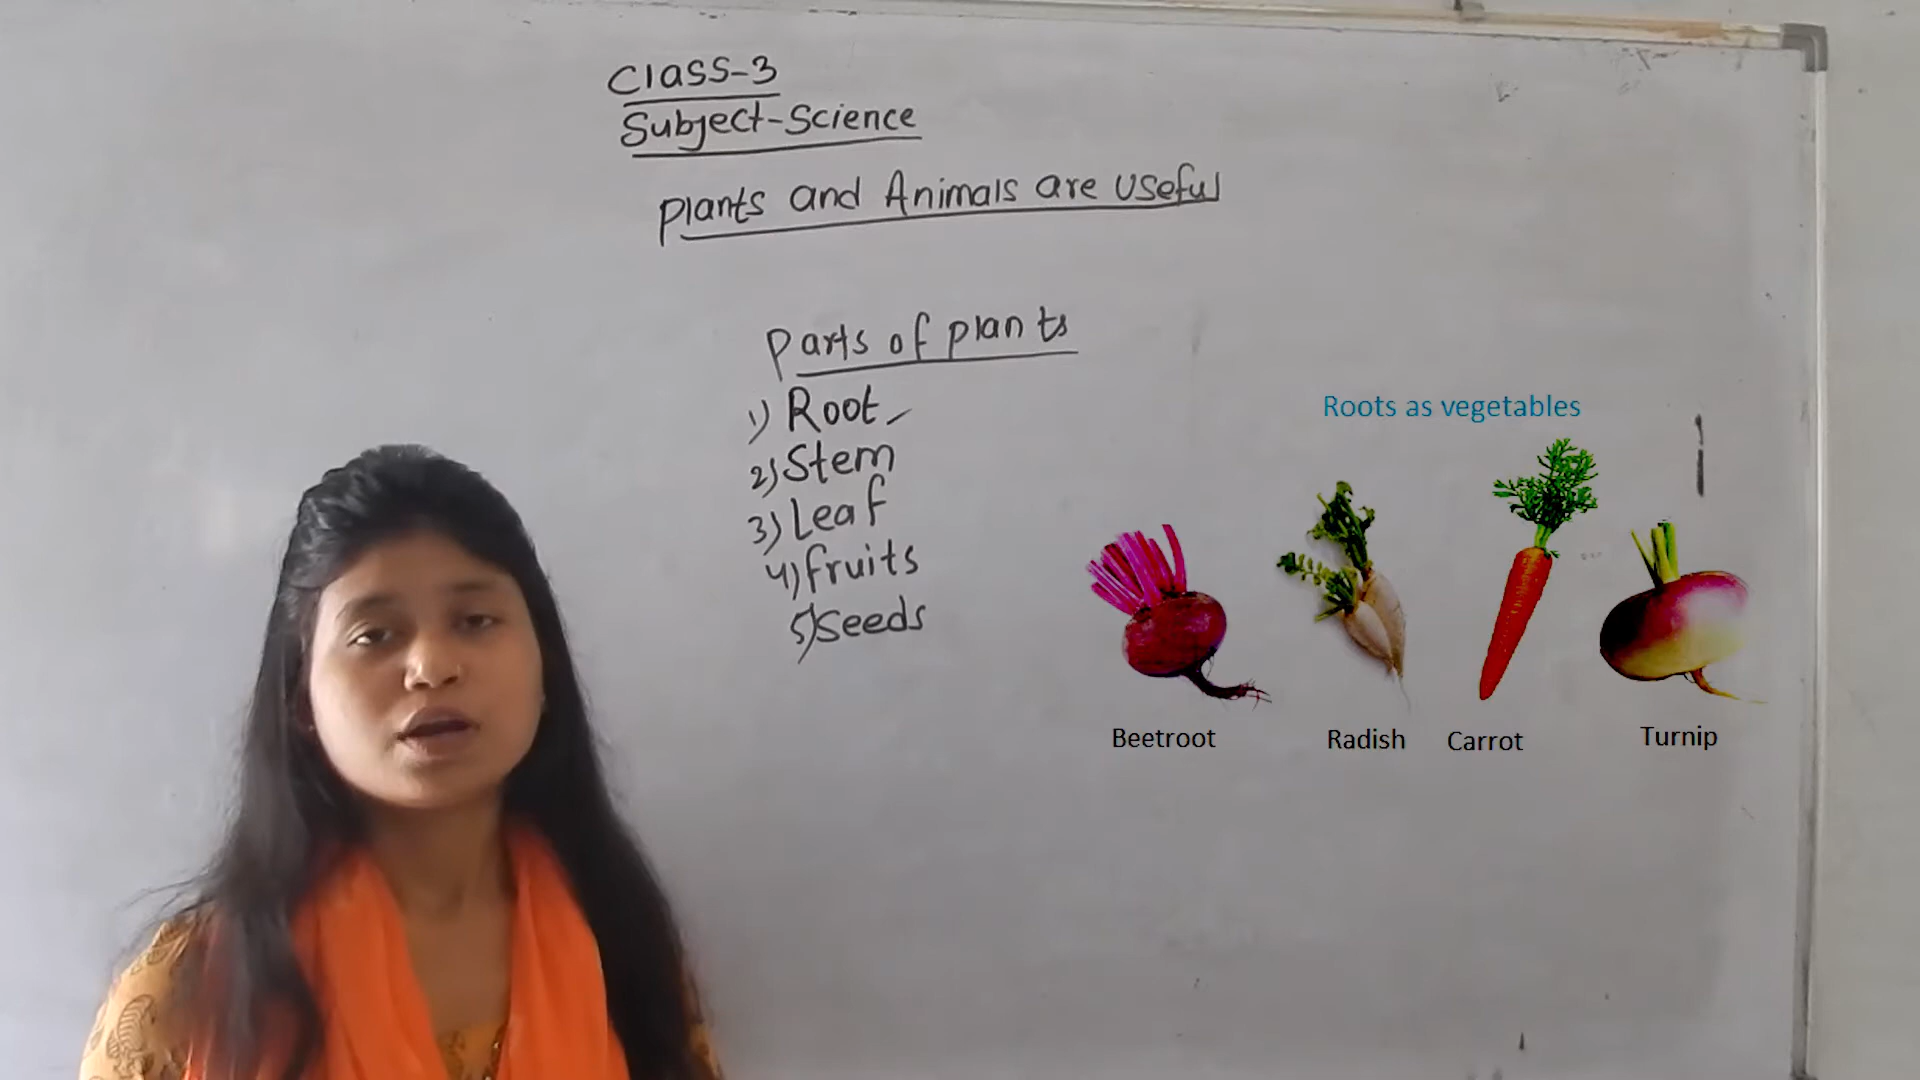 Class-3
Subject-Science
Plants and Animals are useful
Parts of plants
1) Root
2) Stem
3) Leaf
4) fruits
5) Seeds
Roots as vegetables
Beetroot Radish Carrot Turnip